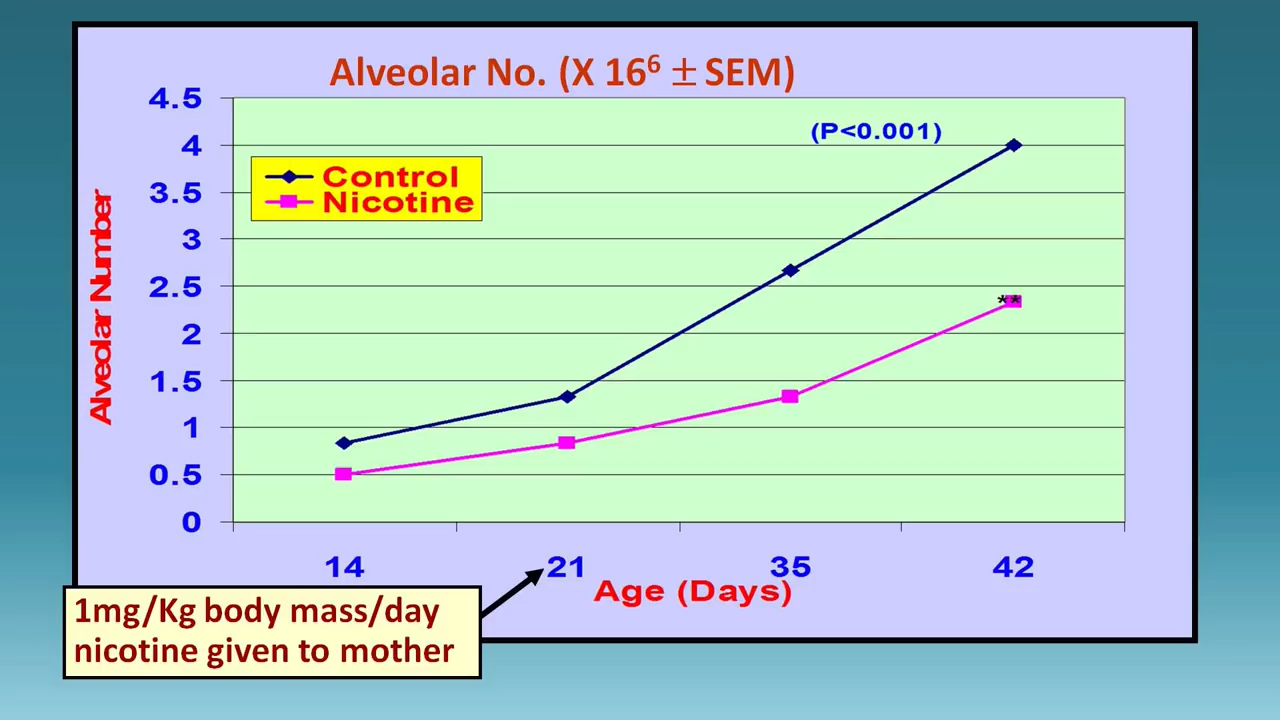 Alveolar No. (X 16⁶ ± SEM)
4.5
4
3.5
3
2.5
2
1.5
1
0.5
0
Alveolar Number
(P<0.001)
Control
Nicotine
**
14 21 35 42
Age (Days)
1mg/Kg body mass/day
nicotine given to mother